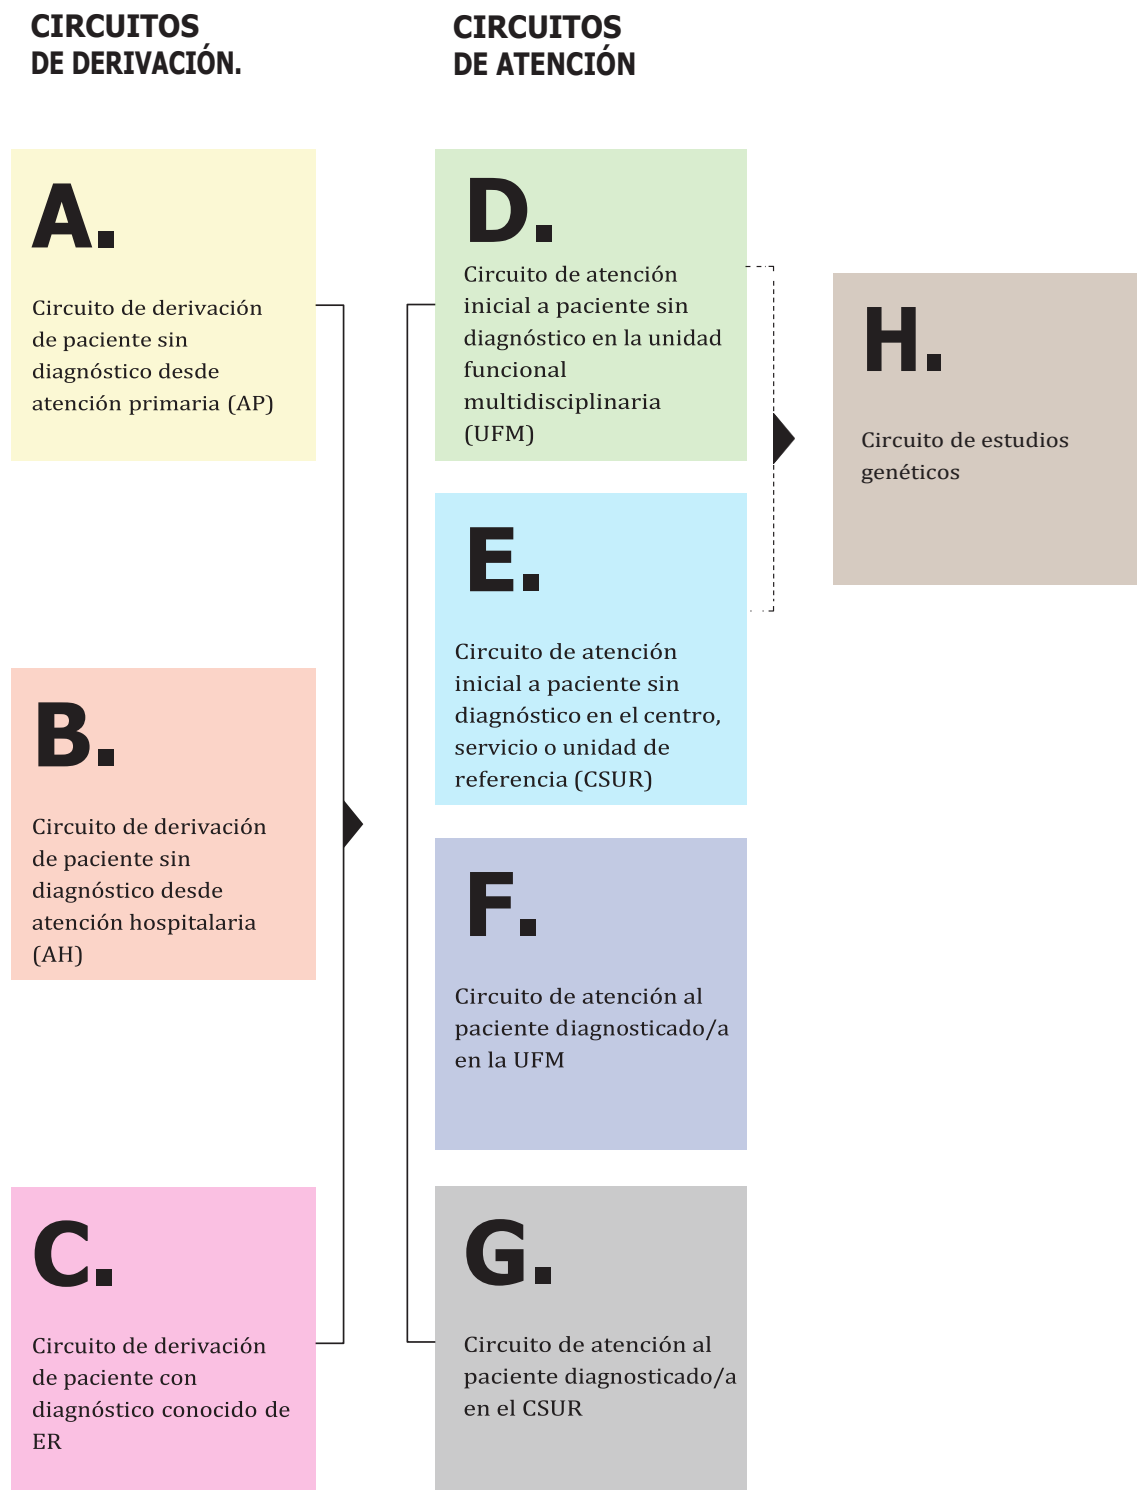 CIRCUITOS
DE DERIVACIÓN.
A.
Circuito de derivación
de paciente sin
diagnóstico desde
atención primaria (AP)
B.
Circuito de derivación
de paciente sin
diagnóstico desde
atención hospitalaria
(AH)
C.
Circuito de derivación
de paciente con
diagnóstico conocido de
ER
CIRCUITOS
DE ATENCIÓN
D.
Circuito de atención
inicial a paciente sin
diagnóstico en la unidad
funcional
multidisciplinaria
(UFM)
E.
Circuito de atención
inicial a paciente sin
diagnóstico en el centro,
servicio o unidad de
referencia (CSUR)
F.
Circuito de atención al
paciente diagnosticado/a
en la UFM
G.
Circuito de atención al
paciente diagnosticado/a
en el CSUR
H.
Circuito de estudios
genéticos